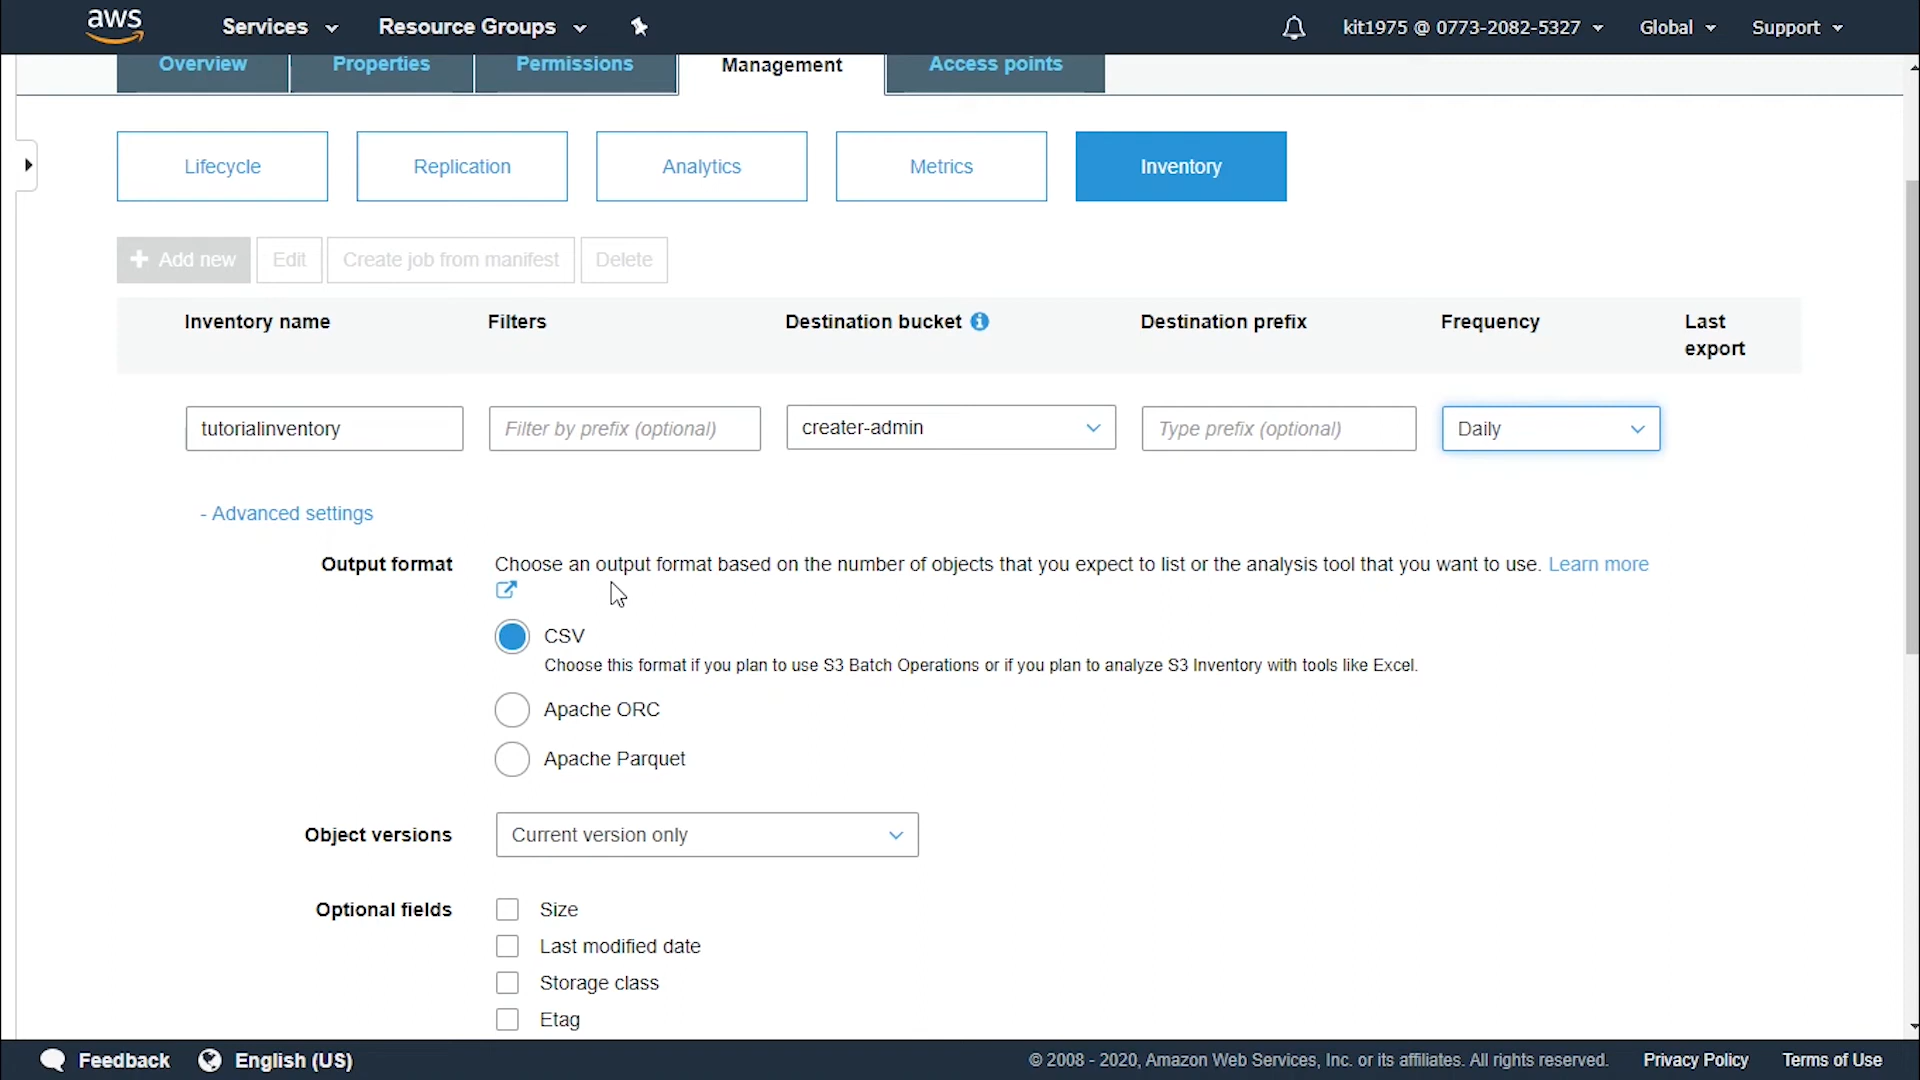 aws Services Resource Groups kit1975 @ 0773-2082-5327 Global Support
Overview Properties Permissions Management Access points
Lifecycle Replication Analytics Metrics Inventory
+ Add new Edit Create job from manifest Delete
Inventory name Filters Destination bucket Destination prefix Frequency Last
export
tutorialinventory Filter by prefix (optional) creater-admin Type prefix (optional) Daily
- Advanced settings
Output format Choose an output format based on the number of objects that you expect to list or the analysis tool that you want to use. Learn more
CSV
Choose this format if you plan to use S3 Batch Operations or if you plan to analyze S3 Inventory with tools like Excel.
Apache ORC
Apache Parquet
Object versions Current version only
Optional fields Size
Last modified date
Storage class
Etag
Feedback English (US) © 2008 - 2020, Amazon Web Services, Inc. or its affiliates. All rights reserved. Privacy Policy Terms of Use